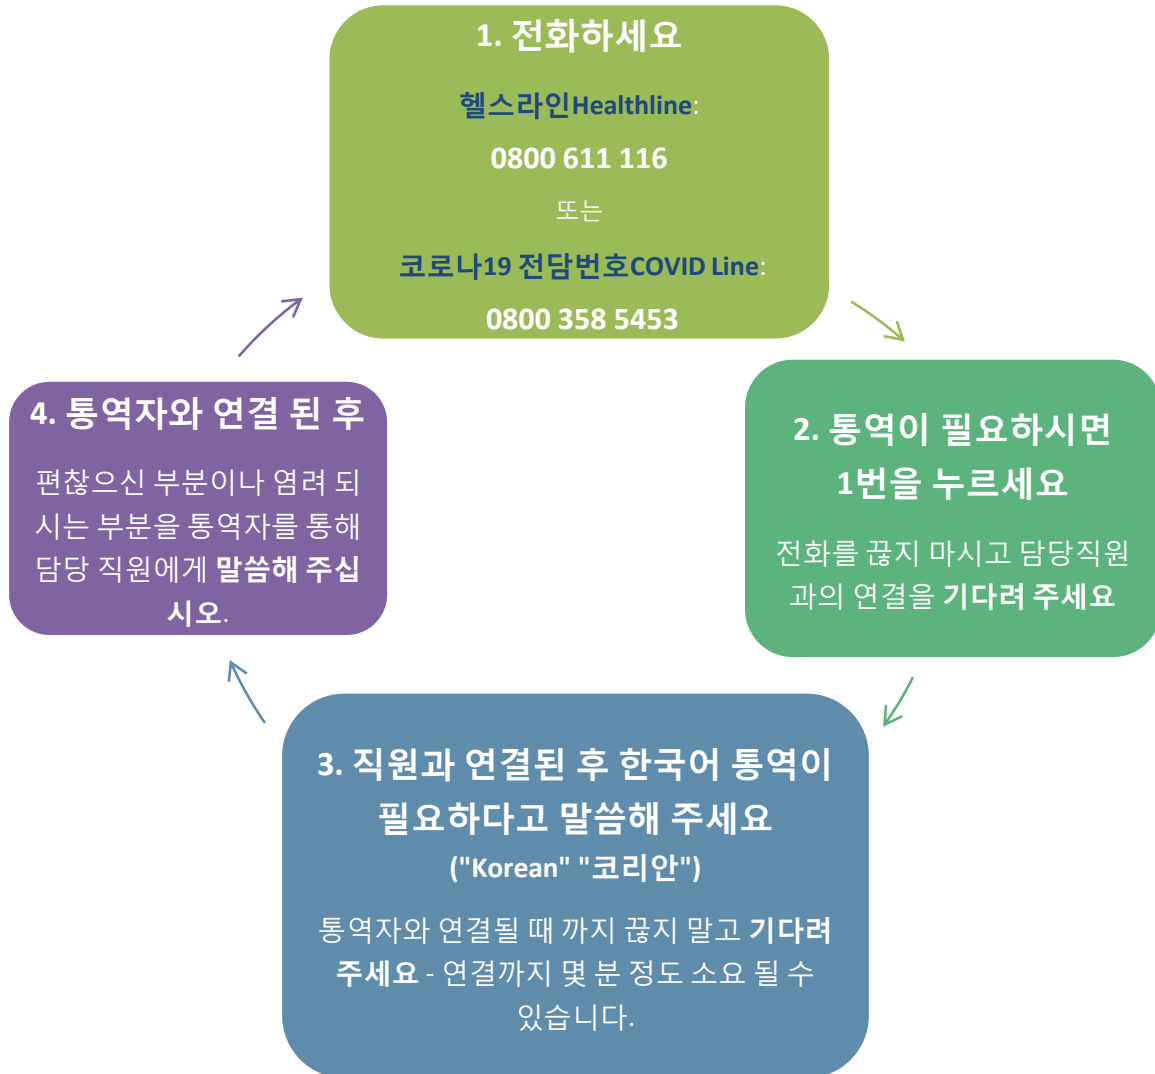 1. 전화하세요
헬스라인Healthline:
0800 611 116
또는
코로나19 전담번호COVID Line:
0800 358 5453
2. 통역이 필요하시면
1번을 누르세요
전화를 끊지 마시고 담당직원
과의 연결을 기다려 주세요
3. 직원과 연결된 후 한국어 통역이
필요하다고 말씀해 주세요
("Korean" "코리안")
통역자와 연결될 때 까지 끊지 말고 기다려
주세요 - 연결까지 몇 분 정도 소요 될 수
있습니다.
4. 통역자와 연결 된 후
편찮으신 부분이나 염려 되
시는 부분을 통역자를 통해
담당 직원에게 말씀해 주십
시오.